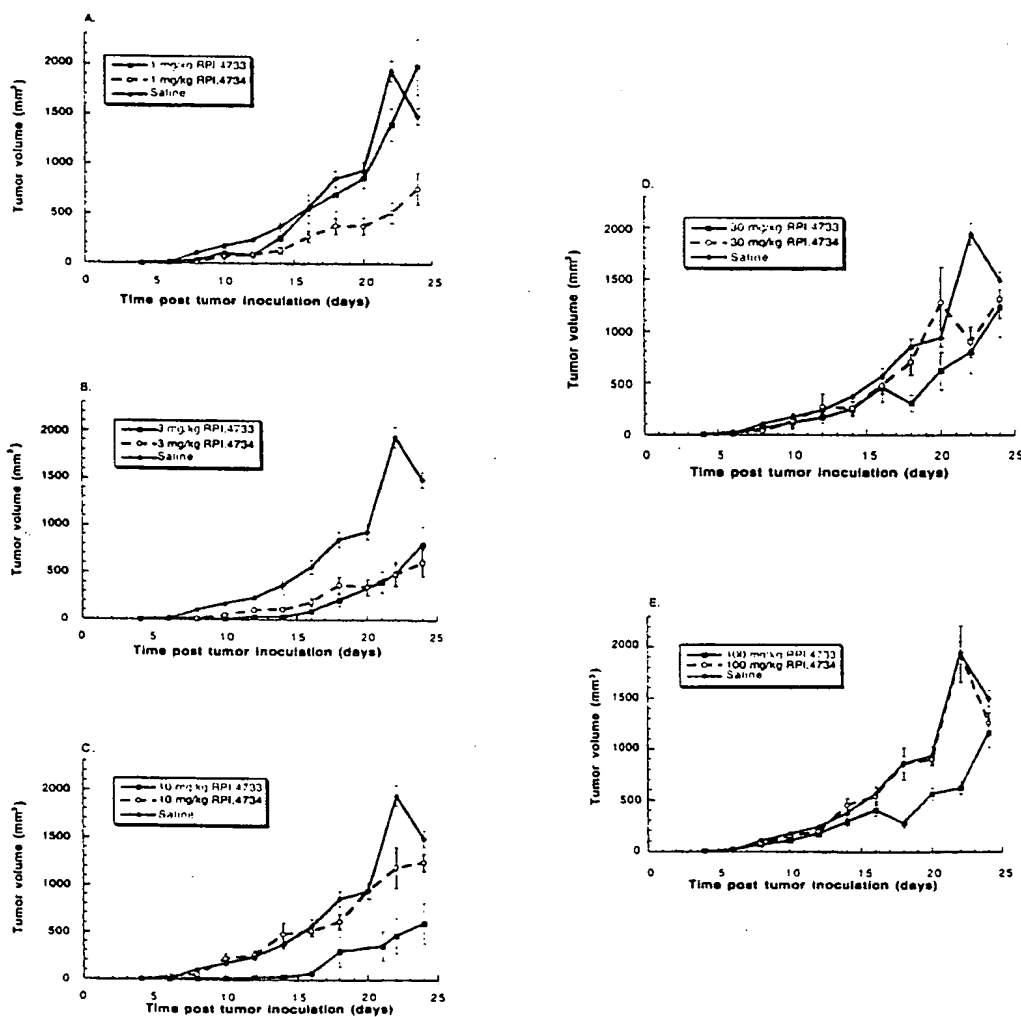 A.
2000
1500
1000
500
0
0 5 10 15 20 25
Tumor volume (mm³)
Time post tumor inoculation (days)
1 mg/kg RPI.4733
1 mg/kg RPI.4734
Saline
B.
2000
1500
1000
500
0
0 5 10 15 20 25
Tumor volume (mm³)
Time post tumor inoculation (days)
3 mg/kg RPI.4733
3 mg/kg RPI.4734
Saline
C.
2000
1500
1000
500
0
0 5 10 15 20 25
Tumor volume (mm³)
Time post tumor inoculation (days)
10 mg/kg RPI.4733
10 mg/kg RPI.4734
Saline
D.
2000
1500
1000
500
0
0 5 10 15 20 25
Tumor volume (mm³)
Time post tumor inoculation (days)
30 mg/kg RPI.4733
30 mg/kg RPI.4734
Saline
E.
2000
1500
1000
500
0
0 5 10 15 20 25
Tumor volume (mm³)
Time post tumor inoculation (days)
100 mg/kg RPI.4733
100 mg/kg RPI.4734
Saline